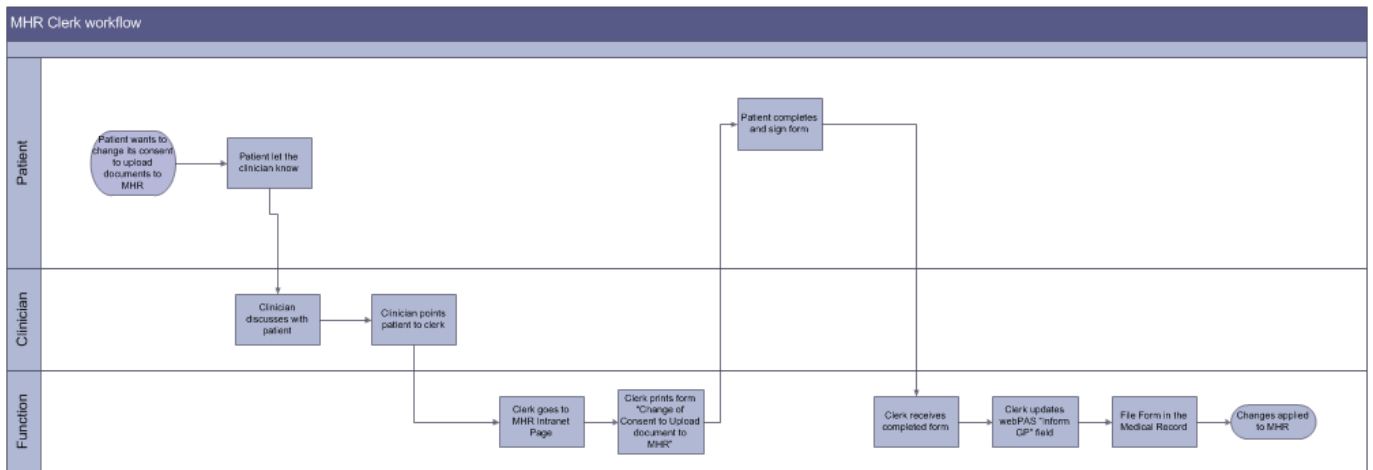 MHR Clerk workflow
Patient
Patient wants to
change its consent
to upload
documents to
MHR
Patient let the
clinician know
Patient completes
and sign form
Clinician
Clinician
discusses with
patient
Clinician points
patient to clerk
Function
Clerk goes to
MHR Intranet
Page
Clerk prints form
"Change of
Consent to Upload
document to
MHR"
Clerk receives
completed form
Clerk updates
webPAS "Inform
GP" field
File Form in the
Medical Record
Changes applied
to MHR